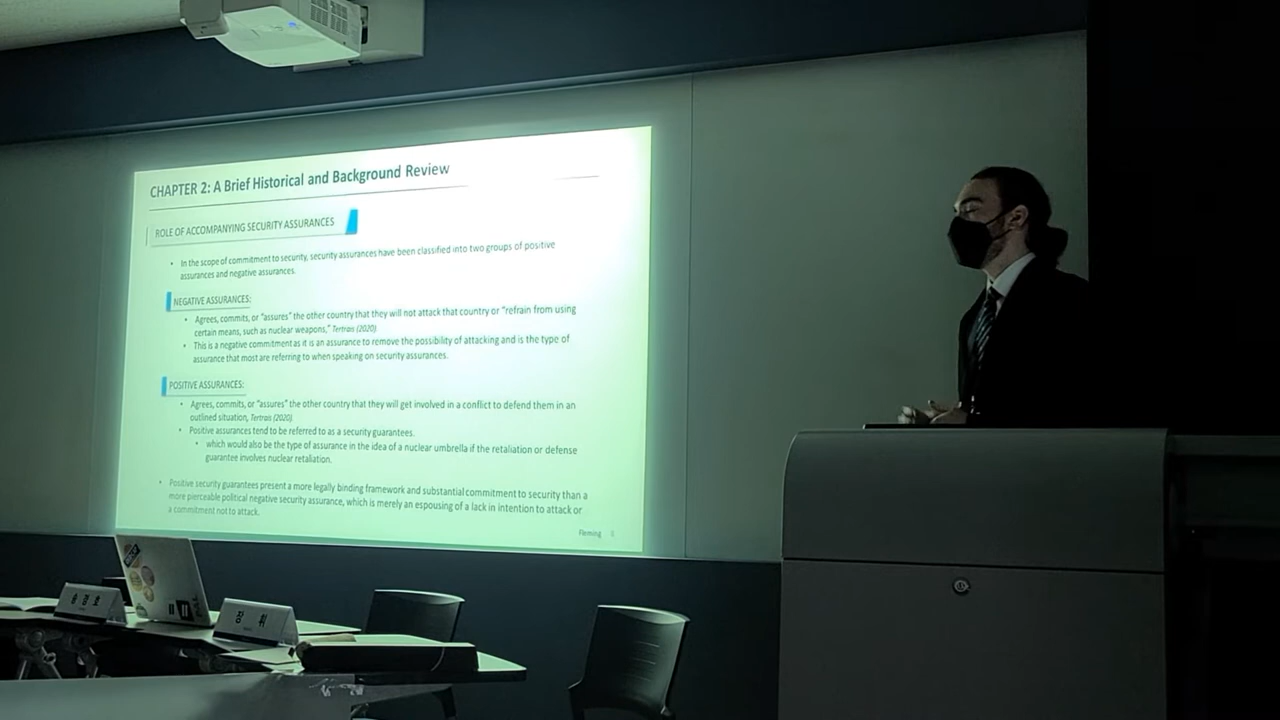 CHAPTER 2: A Brief Historical and Background Review
ROLE OF ACCOMPANYING SECURITY ASSURANCES
• In the scope of commitment to security, security assurances have been classified into two groups of positive
assurances and negative assurances.
NEGATIVE ASSURANCES:
• Agrees, commits, or "assures" the other country that they will not attack that country or "refrain from using
certain means, such as nuclear weapons," Tertrais (2020).
• This is a negative commitment as it is an assurance to remove the possibility of attacking and is the type of
assurance that most are referring to when speaking on security assurances.
POSITIVE ASSURANCES:
• Agrees, commits, or "assures" the other country that they will get involved in a conflict to defend them in an
outlined situation, Tertrais (2020).
• Positive assurances tend to be referred to as a security guarantees.
• which would also be the type of assurance in the idea of a nuclear umbrella if the retaliation or defense
guarantee involves nuclear retaliation.
• Positive security guarantees present a more legally binding framework and substantial commitment to security than a
more pierceable political negative security assurance, which is merely an espousing of a lack in intention to attack or
a commitment not to attack.
Fleming
장 휘